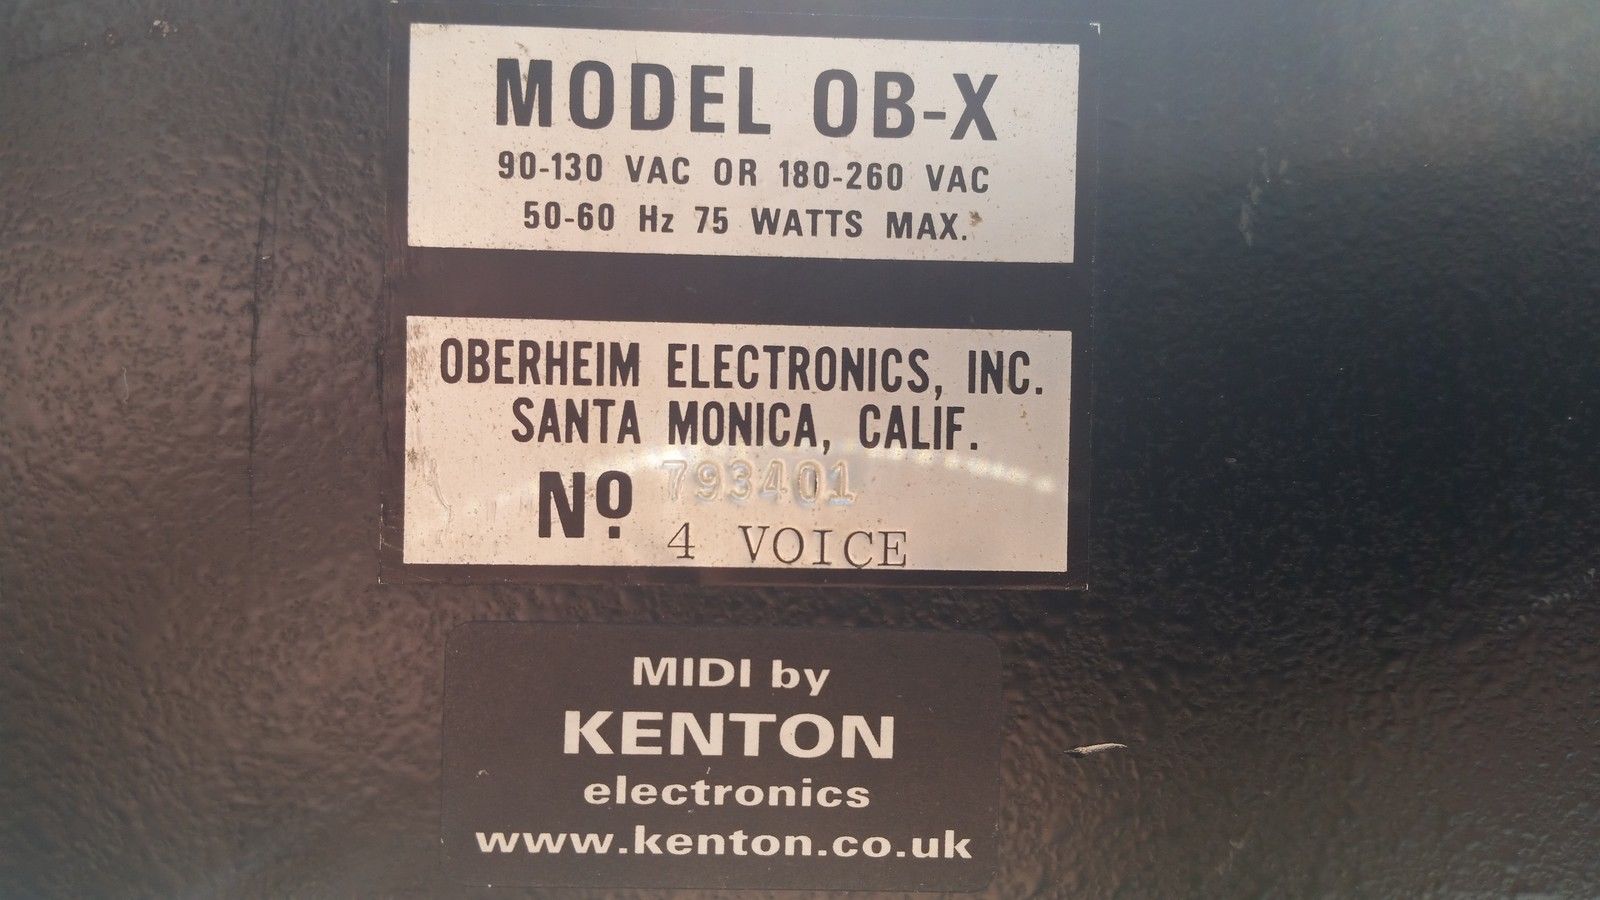 MODEL OB-X
90-130 VAC OR 180-260 VAC
50-60 Hz 75 WATTS MAX.
OBERHEIM ELECTRONICS, INC.
SANTA MONICA, CALIF.
Nº 793401
4 VOICE
MIDI by
KENTON
electronics
www.kenton.co.uk